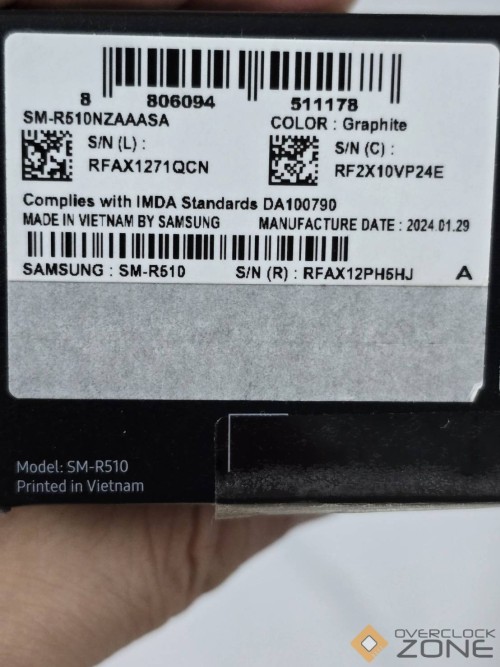 8 806094 511178
SM-R510NZAAASA
COLOR : Graphite
S/N (L) :
RFAX1271QCN
S/N (C) :
RF2X10VP24E
Complies with IMDA Standards DA100790
MADE IN VIETNAM BY SAMSUNG MANUFACTURE DATE : 2024.01.29
SAMSUNG : SM-R510 S/N (R) : RFAX12PH5HJ A
Model: SM-R510
Printed in Vietnam
OVERCLOCK
ZONE